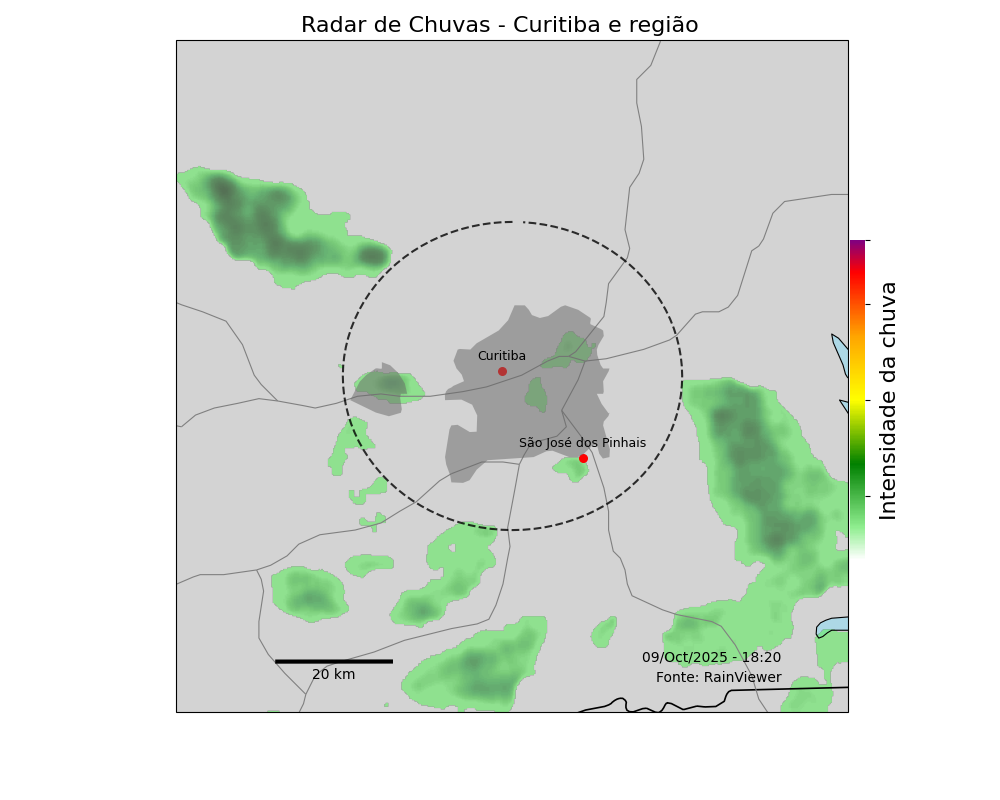 Radar de Chuvas - Curitiba e região
Curitiba
São José dos Pinhais
Intensidade da chuva
09/Oct/2025 - 18:20
Fonte: RainViewer
20 km